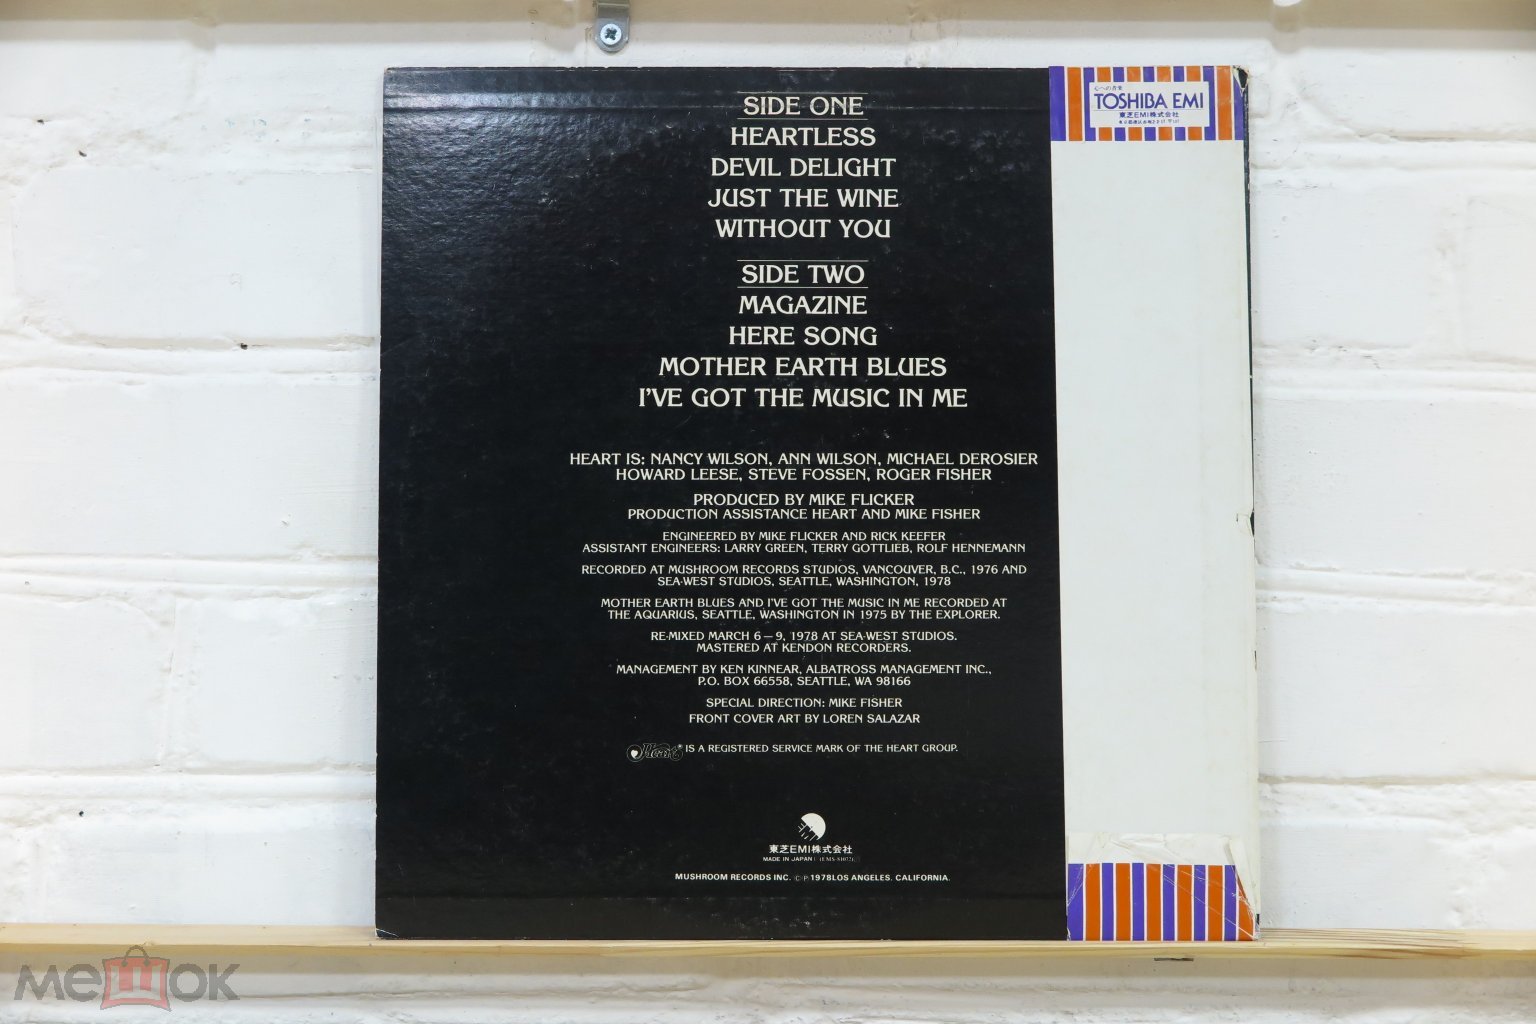 SIDE ONE
HEARTLESS
DEVIL DELIGHT
JUST THE WINE
WITHOUT YOU
SIDE TWO
MAGAZINE
HERE SONG
MOTHER EARTH BLUES
I'VE GOT THE MUSIC IN ME
HEART IS: NANCY WILSON, ANN WILSON, MICHAEL DEROSIER
HOWARD LEESE, STEVE FOSSEN, ROGER FISHER
PRODUCED BY MIKE FLICKER
PRODUCTION ASSISTANCE HEART AND MIKE FISHER
ENGINEERED BY MIKE FLICKER AND RICK KEEFER
ASSISTANT ENGINEERS: LARRY GREEN, TERRY GOTTLIEB, ROLF HENNEMANN
RECORDED AT MUSHROOM RECORDS STUDIOS, VANCOUVER, B.C., 1976 AND
SEA-WEST STUDIOS, SEATTLE, WASHINGTON, 1978
MOTHER EARTH BLUES AND I'VE GOT THE MUSIC IN ME RECORDED AT
THE AQUARIUS, SEATTLE, WASHINGTON IN 1975 BY THE EXPLORER.
RE-MIXED MARCH 6—9, 1978 AT SEA-WEST STUDIOS.
MASTERED AT KENDON RECORDERS.
MANAGEMENT BY KEN KINNEAR, ALBATROSS MANAGEMENT INC.,
P.O. BOX 66558, SEATTLE, WA 98166
SPECIAL DIRECTION: MIKE FISHER
FRONT COVER ART BY LOREN SALAZAR
Heart® IS A REGISTERED SERVICE MARK OF THE HEART GROUP.
東芝EMI株式会社
MADE IN JAPAN
MUSHROOM RECORDS INC. ©℗ 1978LOS ANGELES. CALIFORNIA.
心への音楽
TOSHIBA EMI
東芝EMI株式会社
мешок